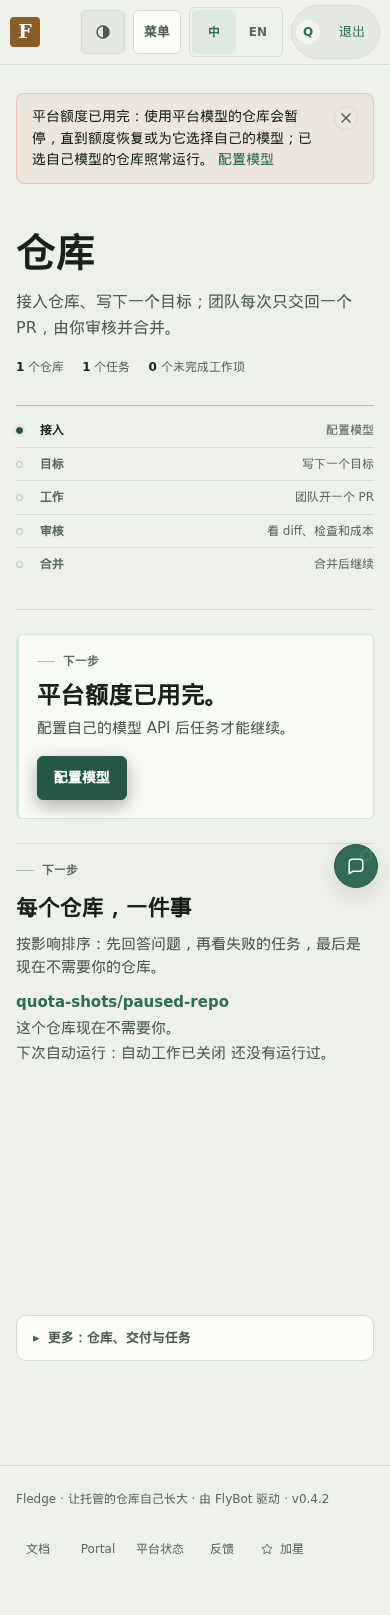 F 菜单 中 EN Q 退出
平台额度已用完：使用平台模型的仓库会暂
停，直到额度恢复或为它选择自己的模型；已
选自己模型的仓库照常运行。 配置模型
仓库
接入仓库、写下一个目标；团队每次只交回一个
PR，由你审核并合并。
1 个仓库 1 个任务 0 个未完成工作项
接入 配置模型
目标 写下一个目标
工作 团队开一个 PR
审核 看 diff、检查和成本
合并 合并后继续
下一步
平台额度已用完。
配置自己的模型 API 后任务才能继续。
配置模型
下一步
每个仓库，一件事
按影响排序：先回答问题，再看失败的任务，最后是
现在不需要你的仓库。
quota-shots/paused-repo
这个仓库现在不需要你。
下次自动运行：自动工作已关闭 还没有运行过。
更多：仓库、交付与任务
Fledge · 让托管的仓库自己长大 · 由 FlyBot 驱动 · v0.4.2
文档 Portal 平台状态 反馈 加星